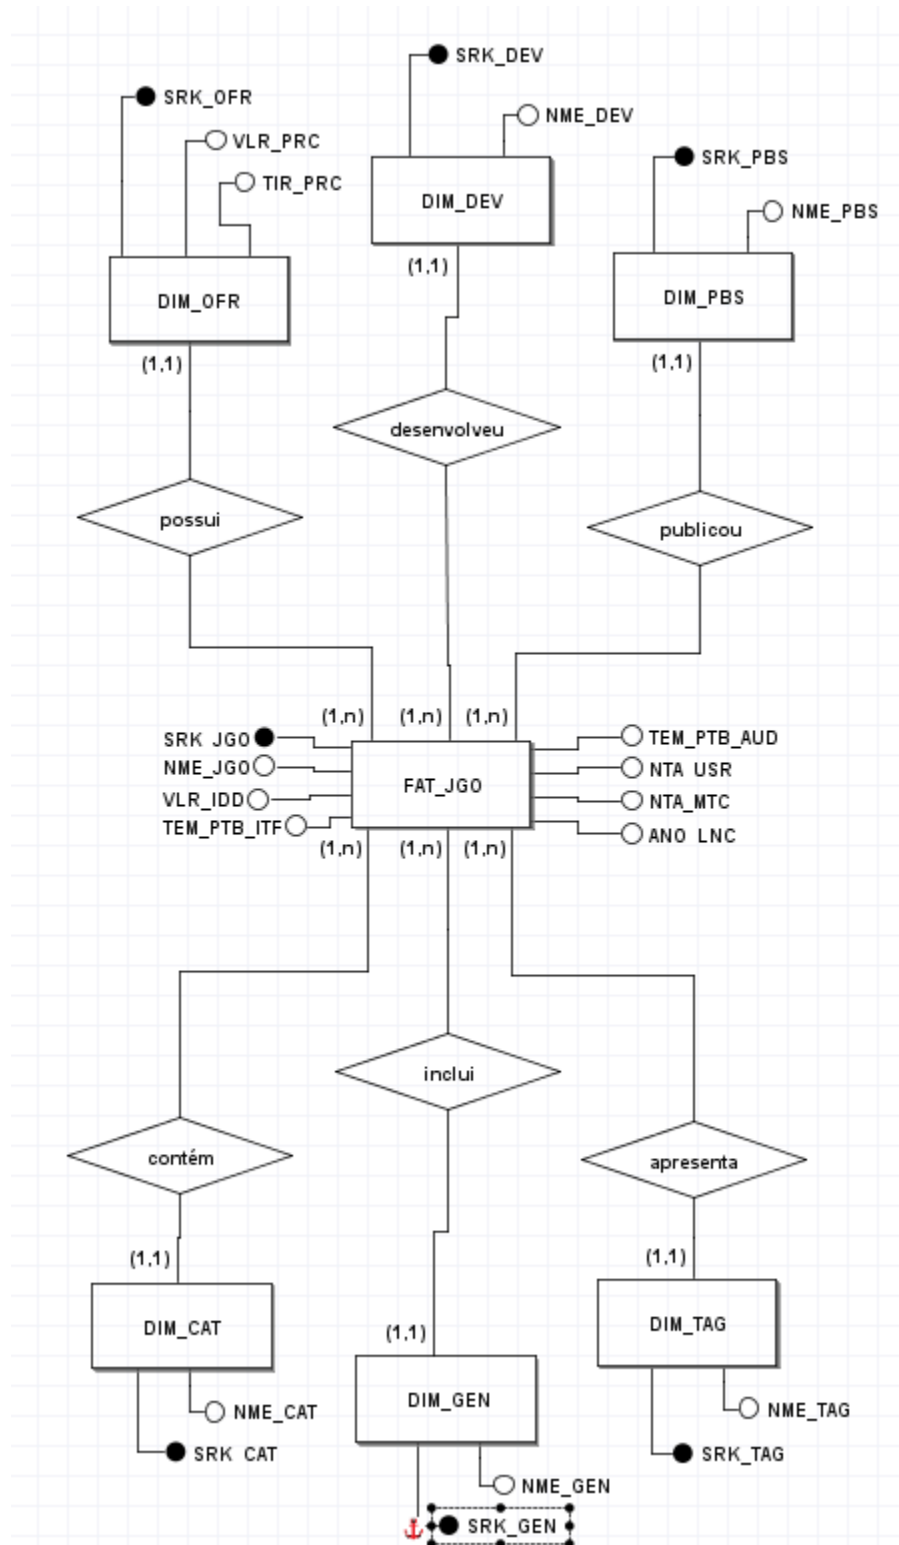 SRK_DEV
SRK_OFR
NME_DEV
VLR_PRC
SRK_PBS
TIR_PRC
DIM_DEV
NME_PBS
(1,1)
DIM_OFR
DIM_PBS
(1,1)
(1,1)
desenvolveu
possui
publicou
(1,n) (1,n) (1,n)
SRK JGO
TEM_PTB_AUD
NME_JGO
NTA USR
FAT_JGO
VLR_IDD
NTA_MTC
TEM_PTB_ITF
ANO LNC
(1,n) (1,n) (1,n)
inclui
contém
apresenta
(1,1)
(1,1)
DIM_CAT
DIM_TAG
(1,1)
DIM_GEN
NME_CAT
NME_TAG
SRK CAT
SRK_TAG
NME_GEN
SRK_GEN